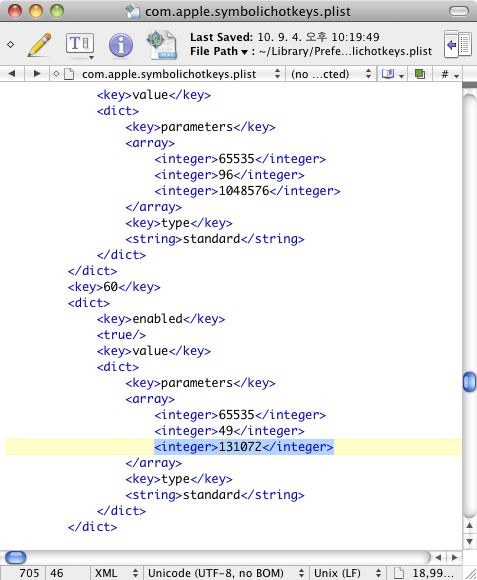 com.apple.symbolichotkeys.plist
Last Saved: 10. 9. 4. 오후 10:19:49
File Path ▾ : ~/Library/Prefe...lichotkeys.plist
com.apple.symbolichotkeys.plist (no ...cted) #
<key>value</key>
<dict>
<key>parameters</key>
<array>
<integer>65535</integer>
<integer>96</integer>
<integer>1048576</integer>
</array>
<key>type</key>
<string>standard</string>
</dict>
</dict>
<key>60</key>
<dict>
<key>enabled</key>
<true/>
<key>value</key>
<dict>
<key>parameters</key>
<array>
<integer>65535</integer>
<integer>49</integer>
<integer>131072</integer>
</array>
<key>type</key>
<string>standard</string>
</dict>
</dict>
705 46 XML Unicode (UTF-8, no BOM) Unix (LF) 18,99...